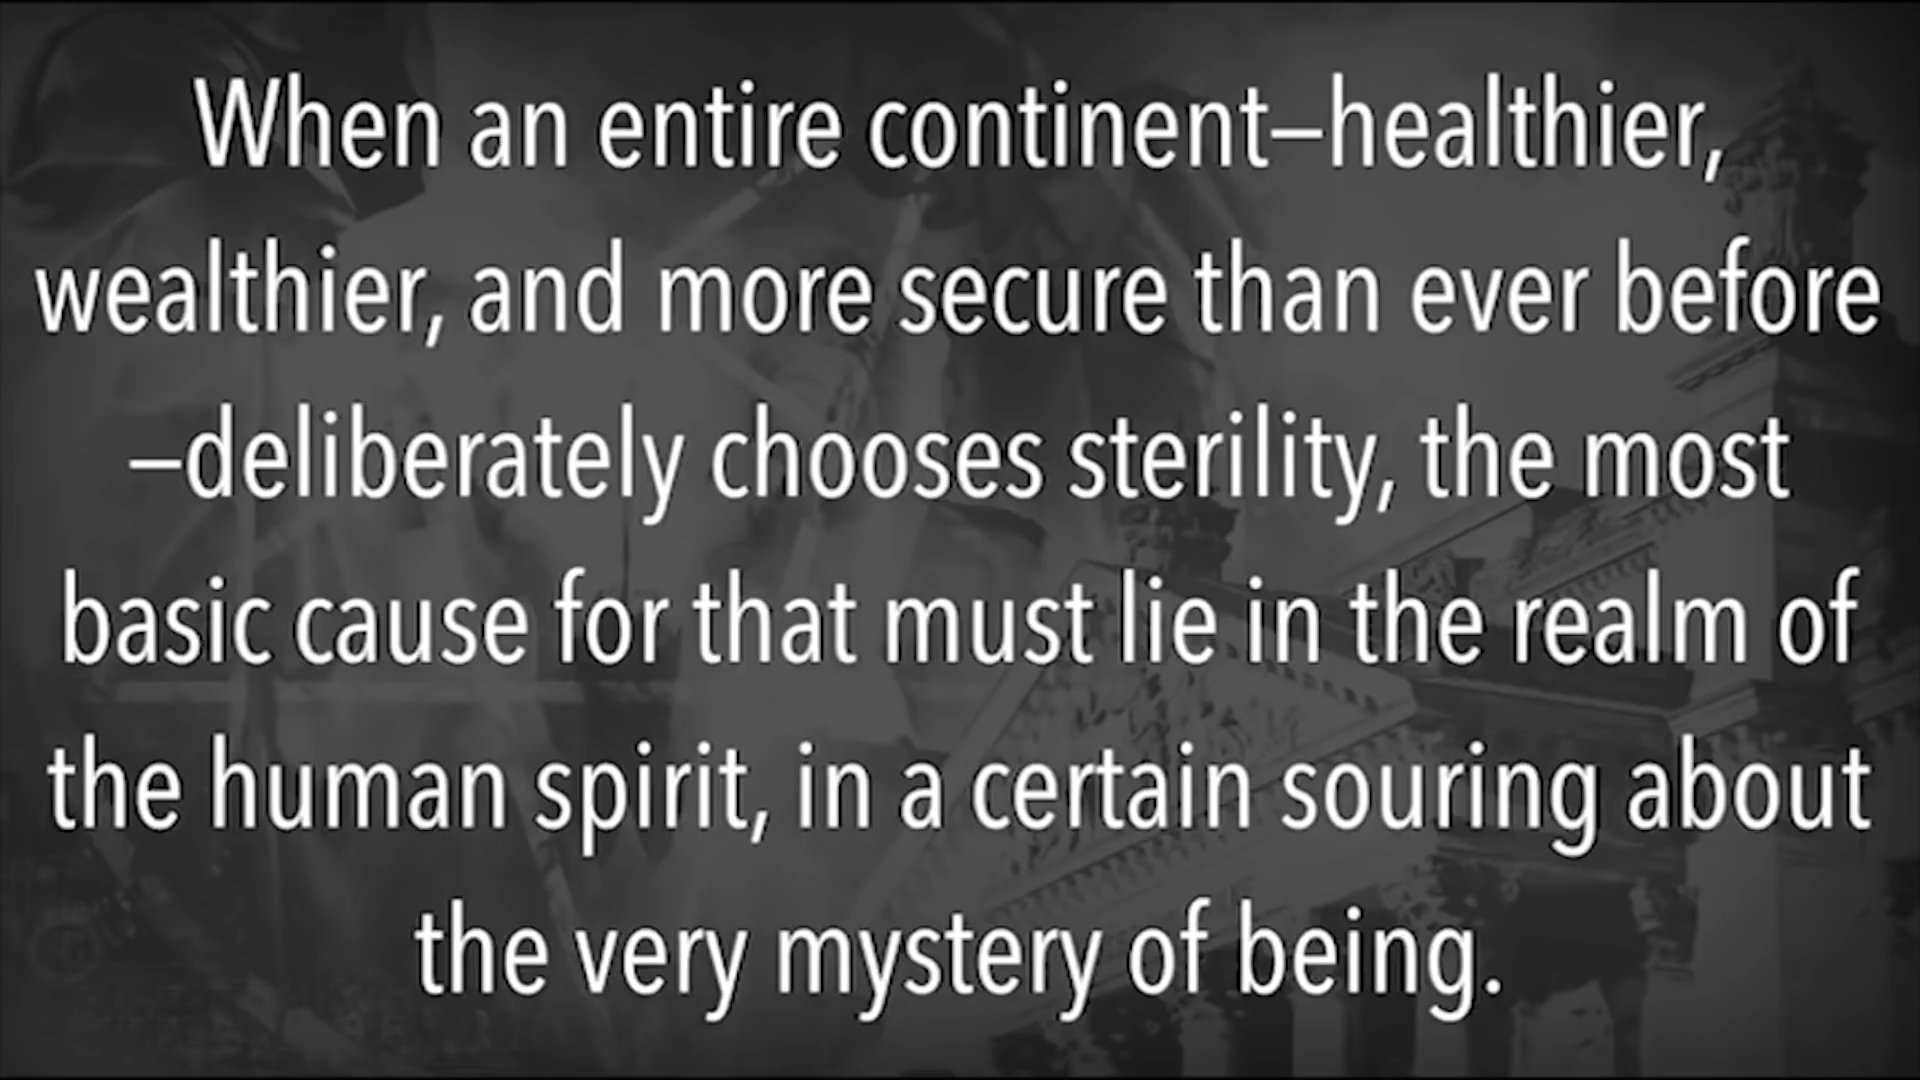 When an entire continent—healthier,
wealthier, and more secure than ever before
—deliberately chooses sterility, the most
basic cause for that must lie in the realm of
the human spirit, in a certain souring about
the very mystery of being.